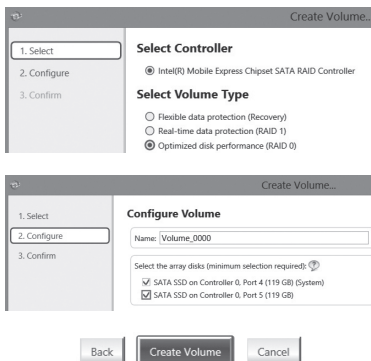 Create Volume...
1. Select
2. Configure
3. Confirm
Select Controller
Intel(R) Mobile Express Chipset SATA RAID Controller
Select Volume Type
Flexible data protection (Recovery)
Real-time data protection (RAID 1)
Optimized disk performance (RAID 0)
Create Volume...
1. Select
2. Configure
3. Confirm
Configure Volume
Name: Volume_0000
Select the array disks (minimum selection required): ?
SATA SSD on Controller 0, Port 4 (119 GB) (System)
SATA SSD on Controller 0, Port 5 (119 GB)
Back
Create Volume
Cancel